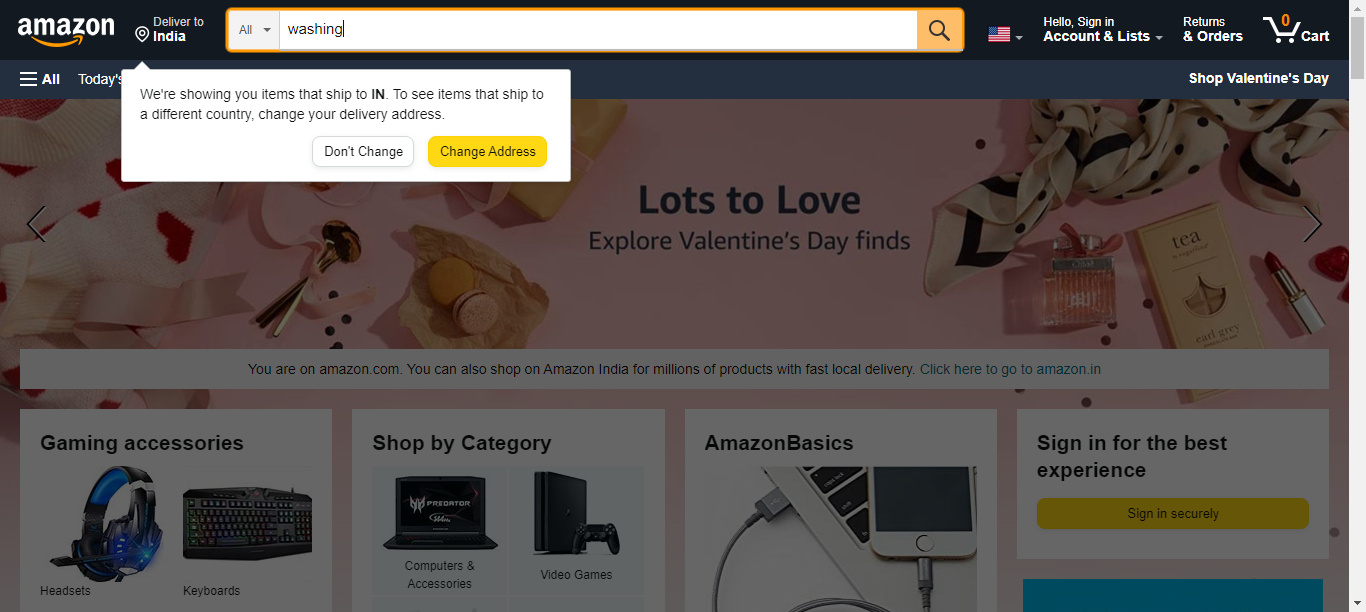 amazon
Deliver to
India
All
washing
Hello, Sign in
Account & Lists
Returns
& Orders
0
Cart
All
Today's
Shop Valentine's Day
We're showing you items that ship to IN. To see items that ship to
a different country, change your delivery address.
Don't Change
Change Address
Lots to Love
Explore Valentine's Day finds
tea
earl grey
You are on amazon.com. You can also shop on Amazon India for millions of products with fast local delivery. Click here to go to amazon.in
Gaming accessories
Headsets
Keyboards
Shop by Category
PREDATOR
Computers &
Accessories
Video Games
AmazonBasics
Sign in for the best
experience
Sign in securely